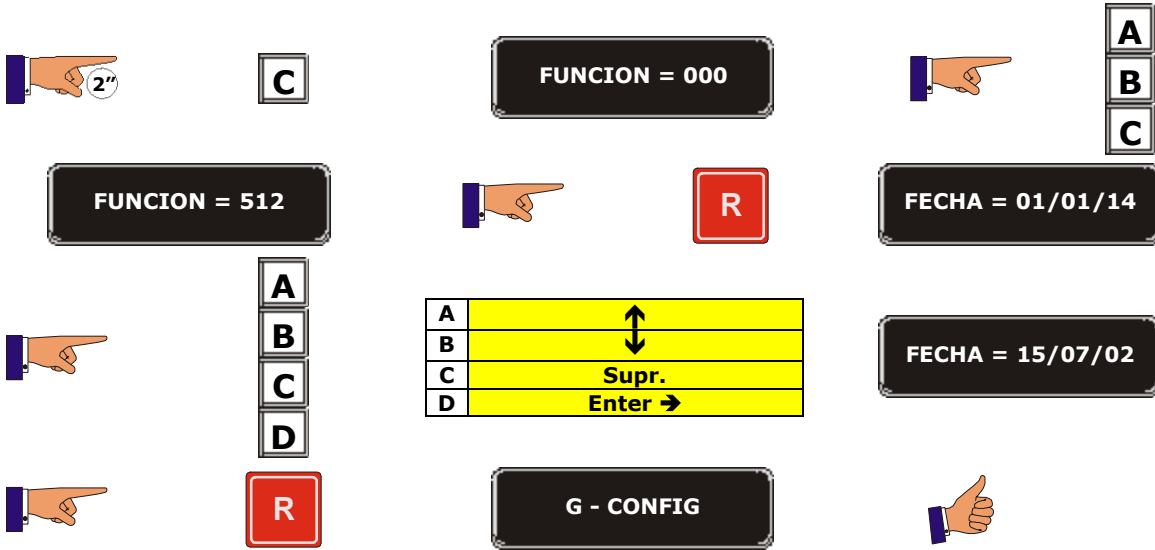 2” C FUNCION = 000
A
B
C
FUNCION = 512 R FECHA = 01/01/14
A
B
C
D
A ↑
B ↓
C Supr.
D Enter ➔
FECHA = 15/07/02
R G - CONFIG